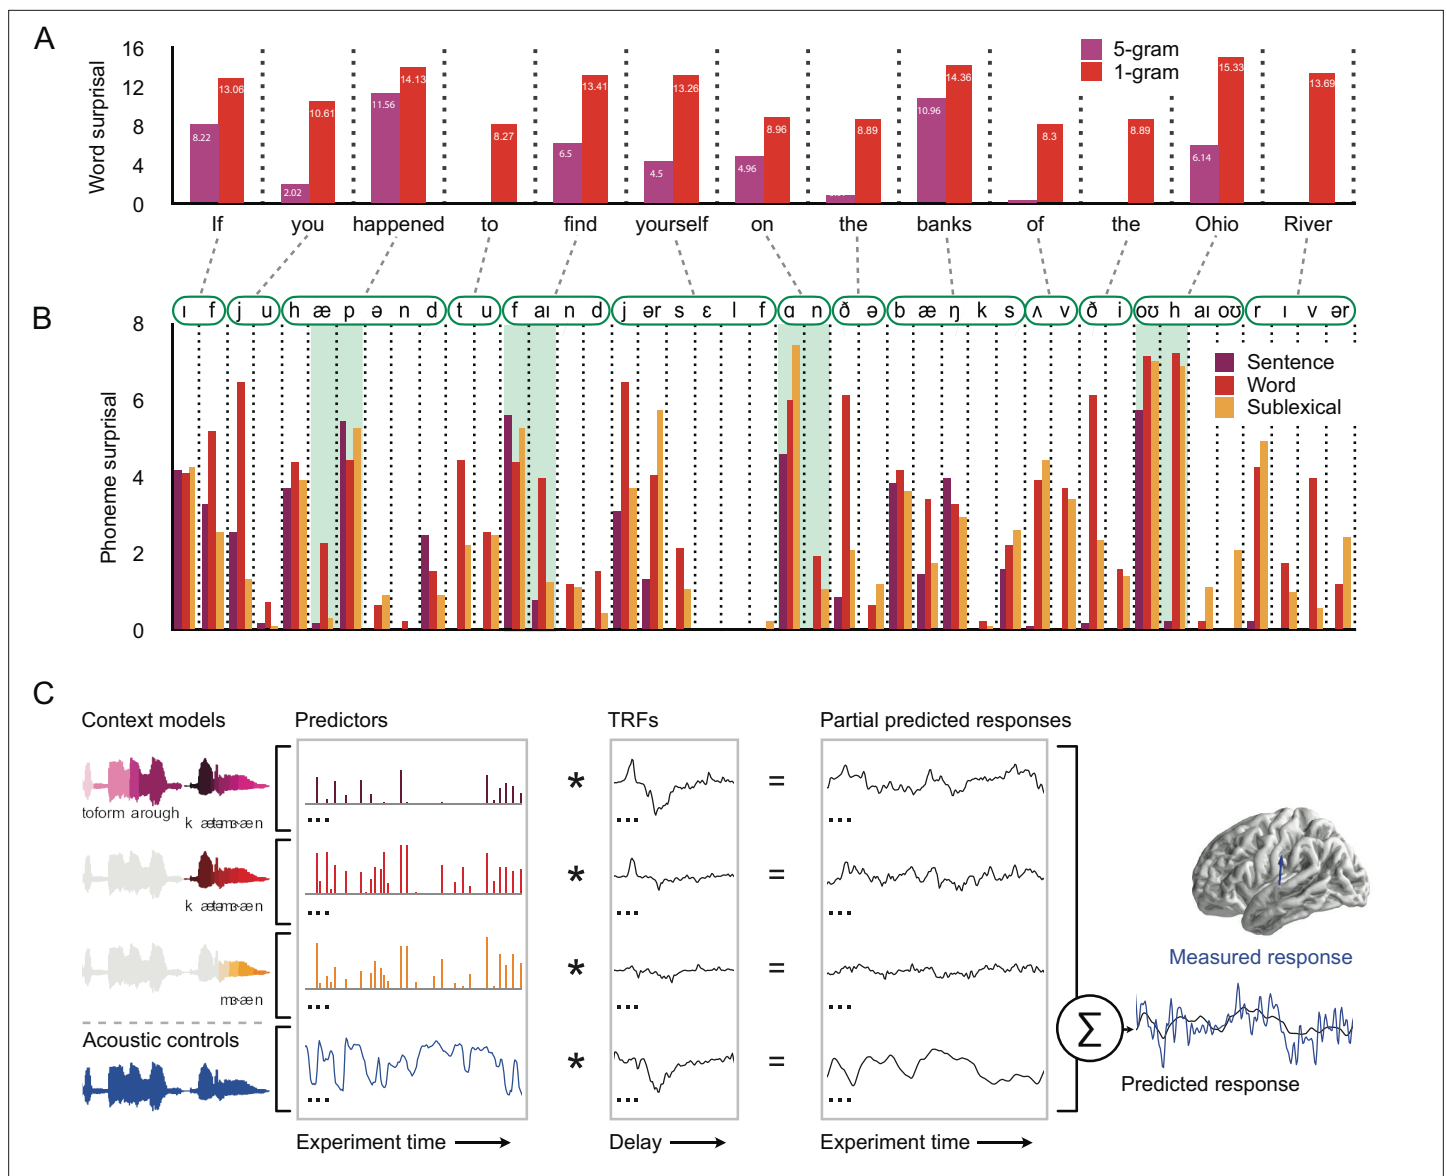 A
Word surprisal
16
12
8
4
0
5-gram
1-gram
8.22 13.06 2.02 10.61 11.56 14.13 8.27 6.5 13.41 4.5 13.26 4.96 8.96 8.89 10.96 14.36 8.3 8.89 6.14 15.33 13.69
If you happened to find yourself on the banks of the Ohio River
B
ɪ f j u h æ p ə n d t u f aɪ n d j ər s ɛ l f ɑ n ð ə b æ ŋ k s ʌ v ð i oʊ h aɪ oʊ r ɪ v ər
Phoneme surprisal
8
6
4
2
0
Sentence
Word
Sublexical
C
Context models Predictors TRFs Partial predicted responses
toform arough
* =
k n
* =
k n
* =
n
Acoustic controls
* =
Σ
Measured response
Predicted response
Experiment time Delay Experiment time